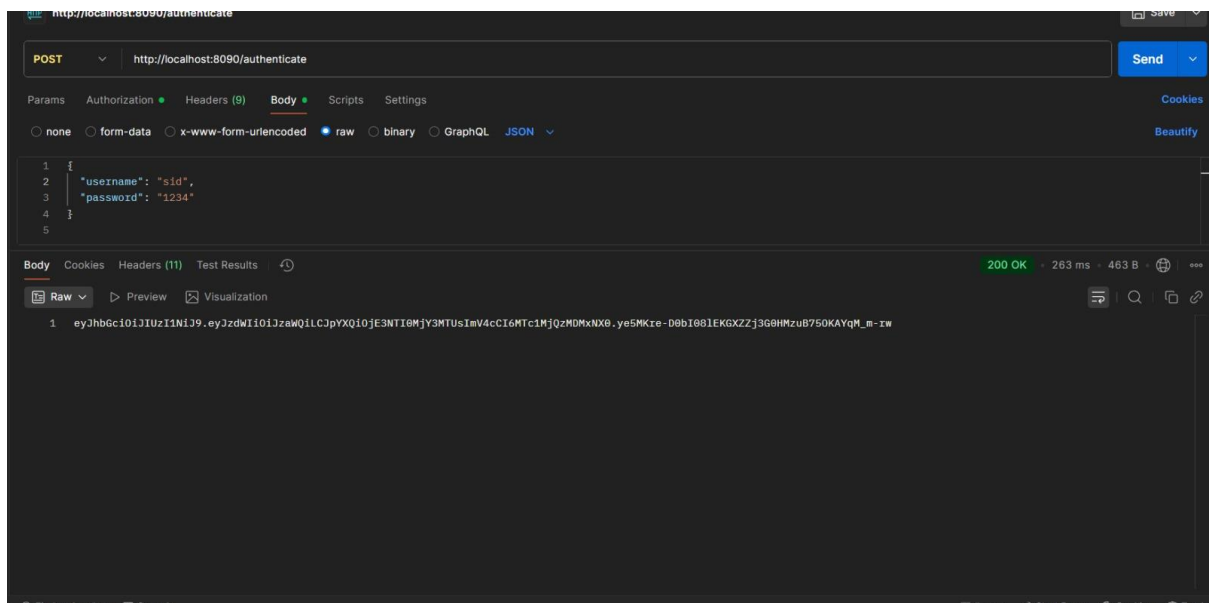 http://localhost:8090/authenticate
Save
POST http://localhost:8090/authenticate Send
Params Authorization Headers (9) Body Scripts Settings Cookies
none form-data x-www-form-urlencoded raw binary GraphQL JSON Beautify
1 {
2 "username": "sid",
3 "password": "1234"
4 }
5
Body Cookies Headers (11) Test Results 200 OK 263 ms 463 B
Raw Preview Visualization
1 eyJhbGciOiJIUzI1NiJ9.eyJzdWIiOiJzaWQiLCJpYXQiOjE3NTI0MjY3MTUsImV4cCI6MTc1MjQzMDMxNX0.ye5MKre-D0bI08lEKGXZZj3G0HMzuB75OKAYqM_m-rw